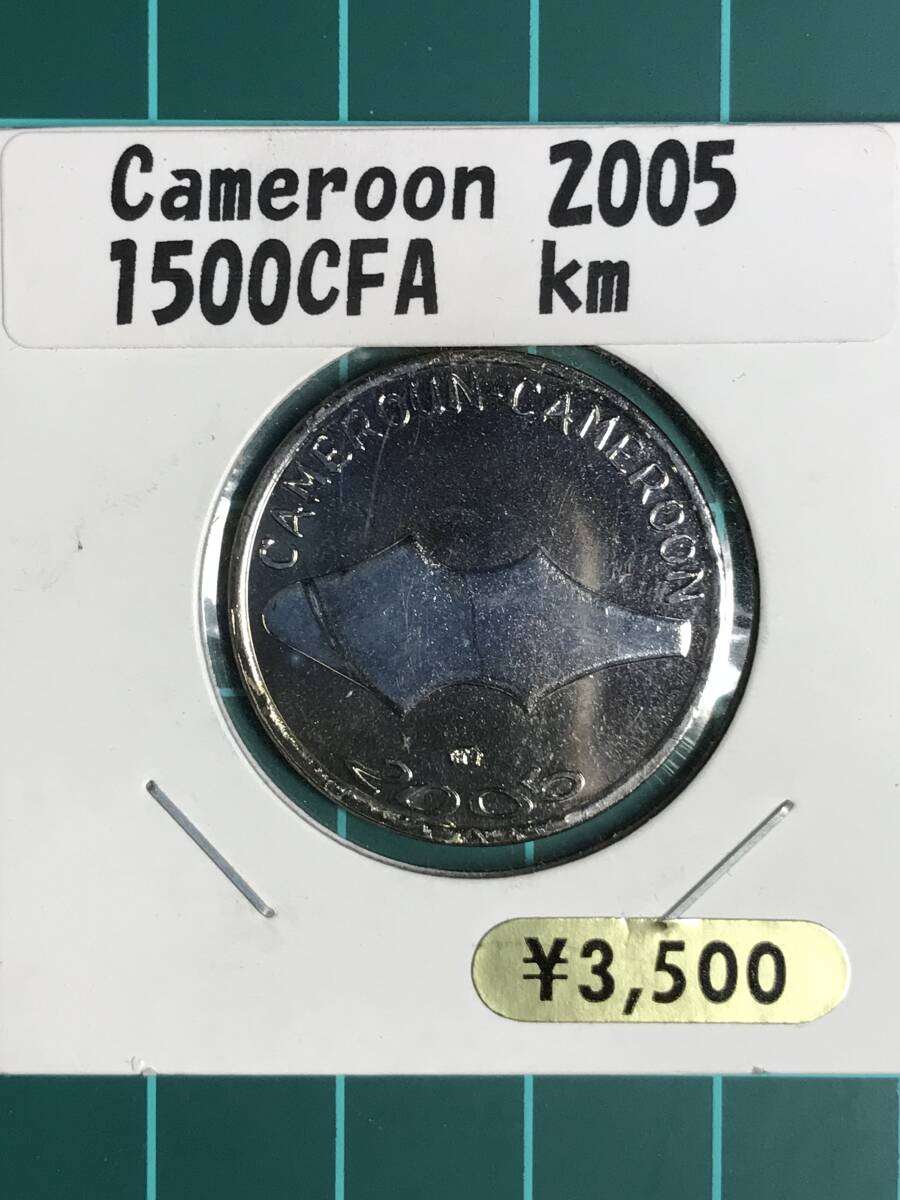 Cameroon 2005
1500CFA km
CAMEROUN-CAMEROON
2005
¥3,500